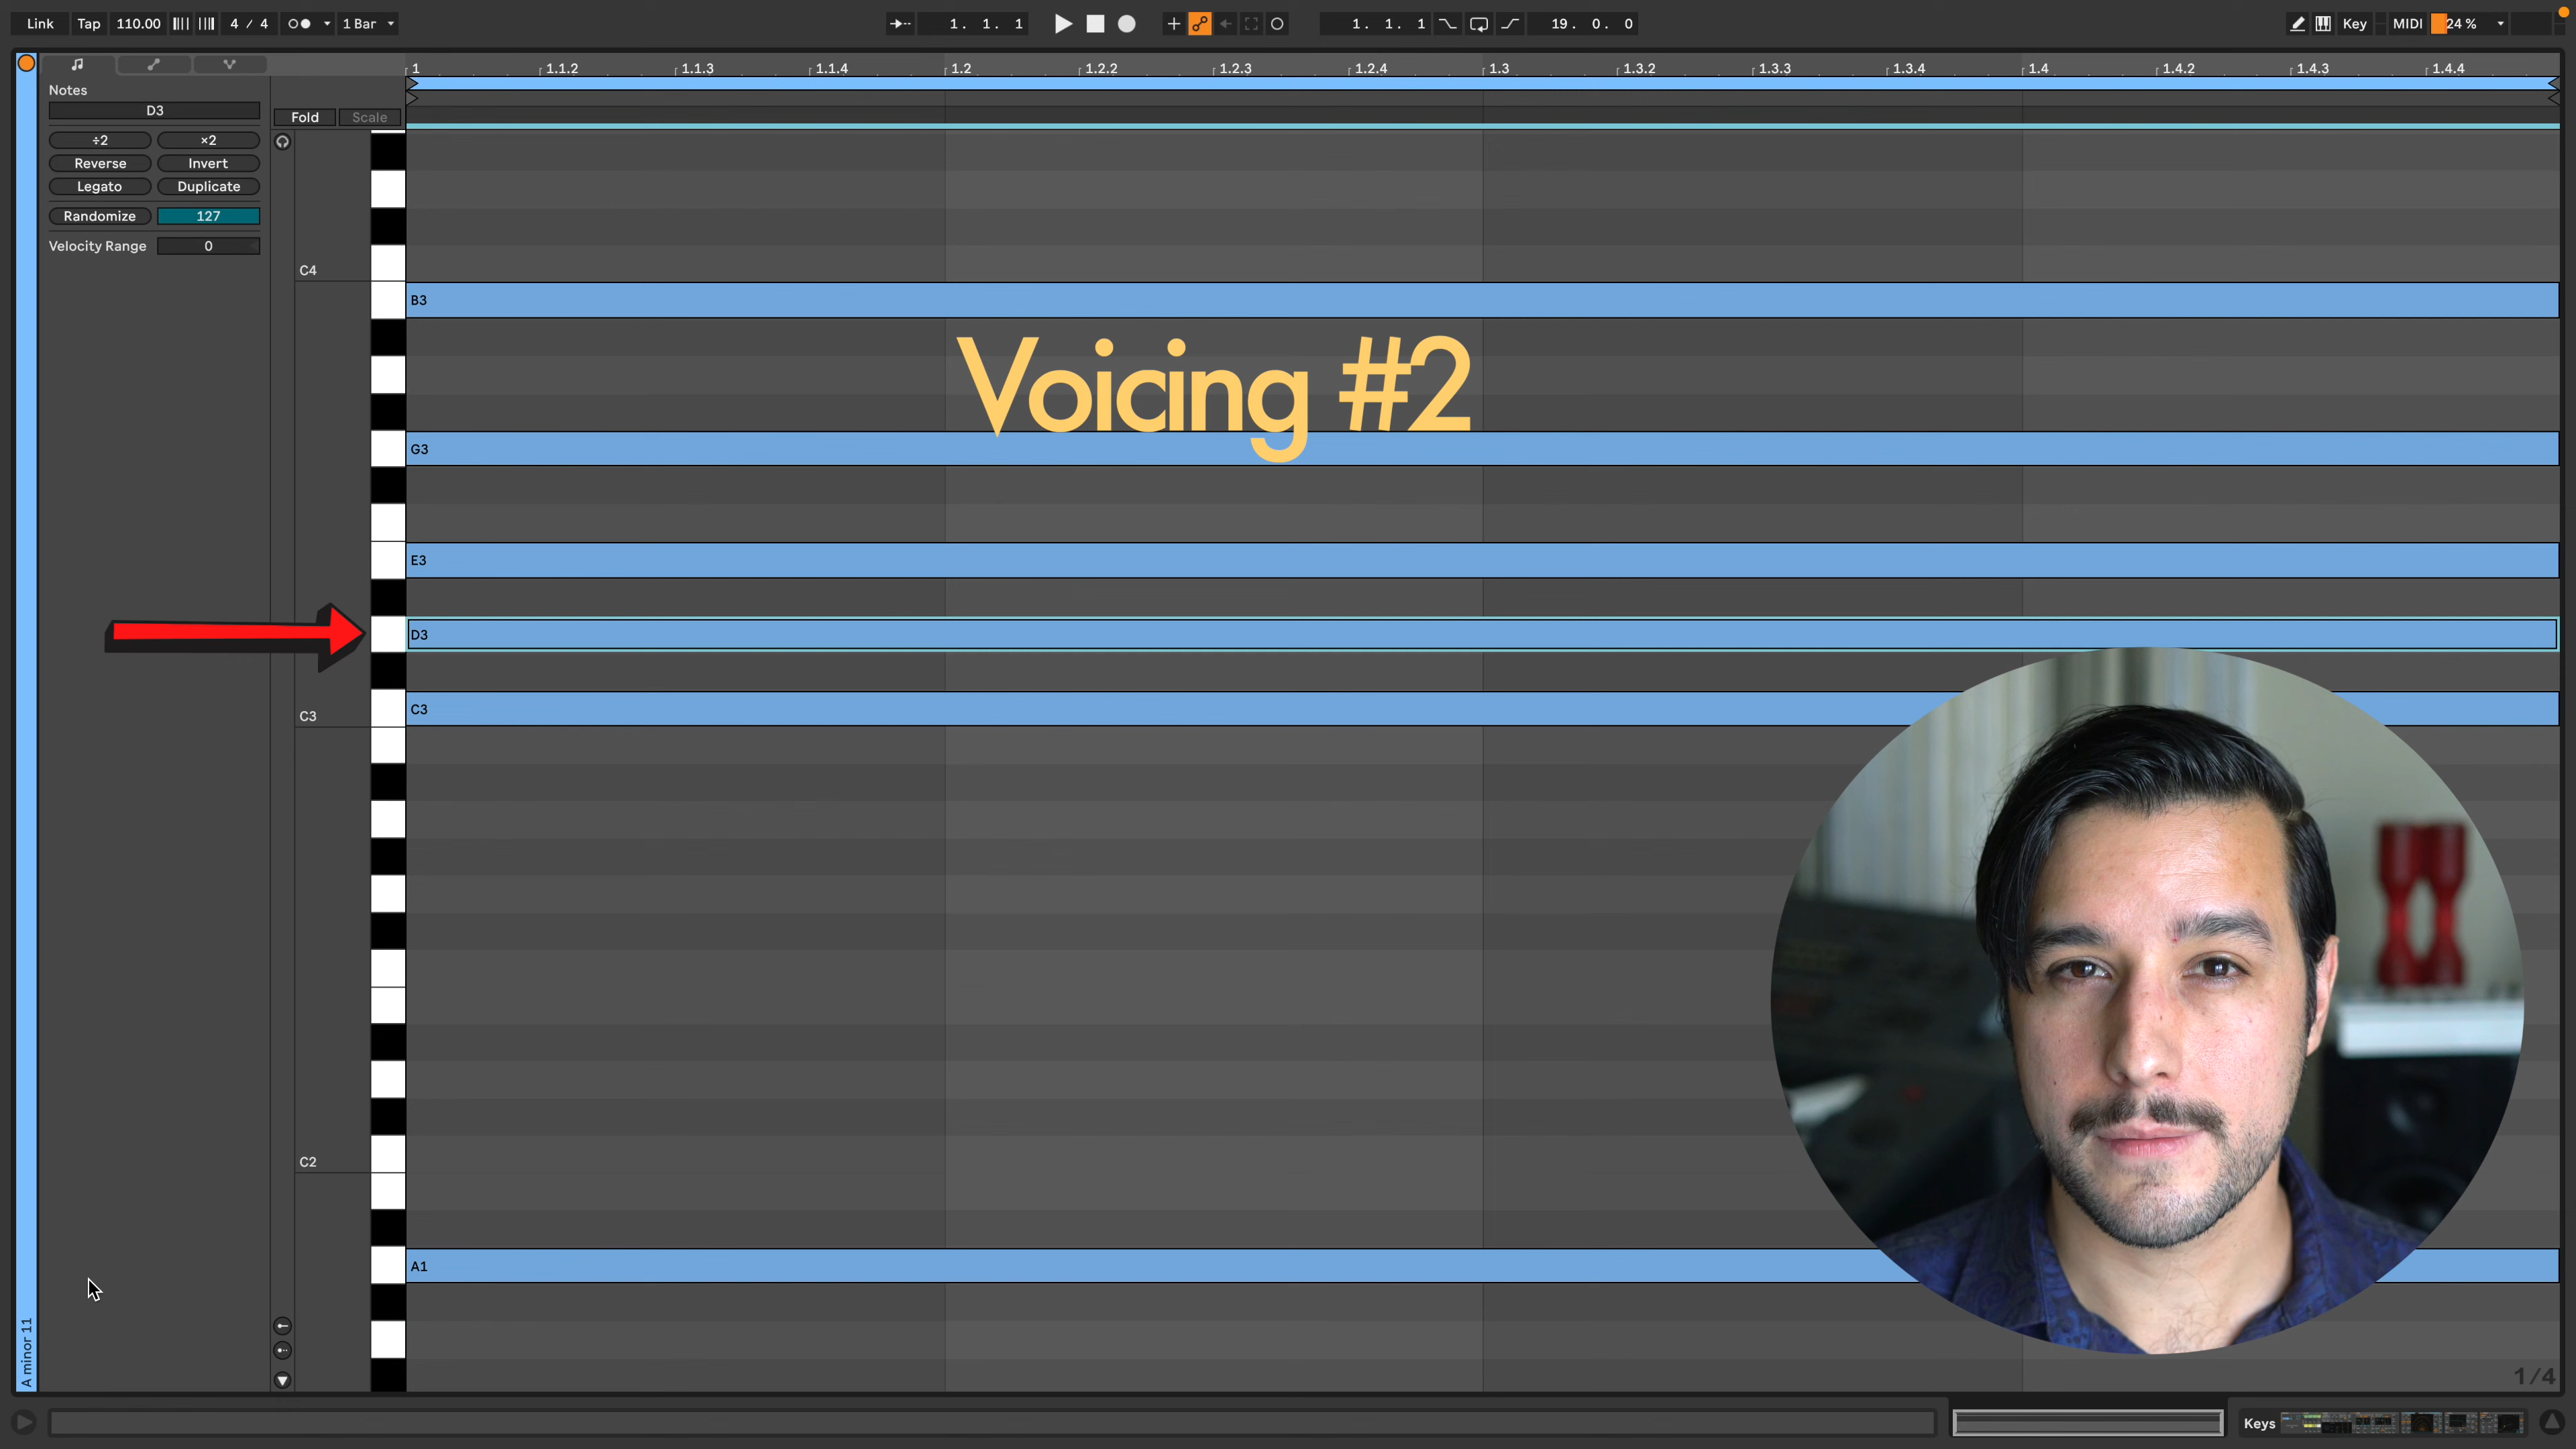 Link Tap 110.00 4 / 4 1 Bar 1. 1. 1 1. 1. 1 19. 0. 0 Key MIDI 24 %
1 1.1.2 1.1.3 1.1.4 1.2 1.2.2 1.2.3 1.2.4 1.3 1.3.2 1.3.3 1.3.4 1.4 1.4.2 1.4.3 1.4.4
Notes
D3
Fold Scale
÷2 ×2
Reverse Invert
Legato Duplicate
Randomize 127
Velocity Range 0
C4
B3
Voicing #2
G3
E3
D3
C3
C3
C2
A1
A minor 11
1/4
Keys